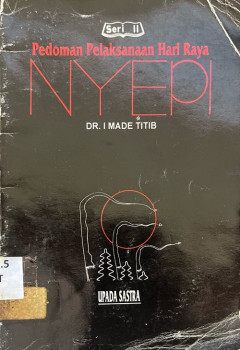 Seri II
Pedoman Pelaksanaan Hari Raya
NYEPI
DR. I MADE TITIB
UPADA SASTRA